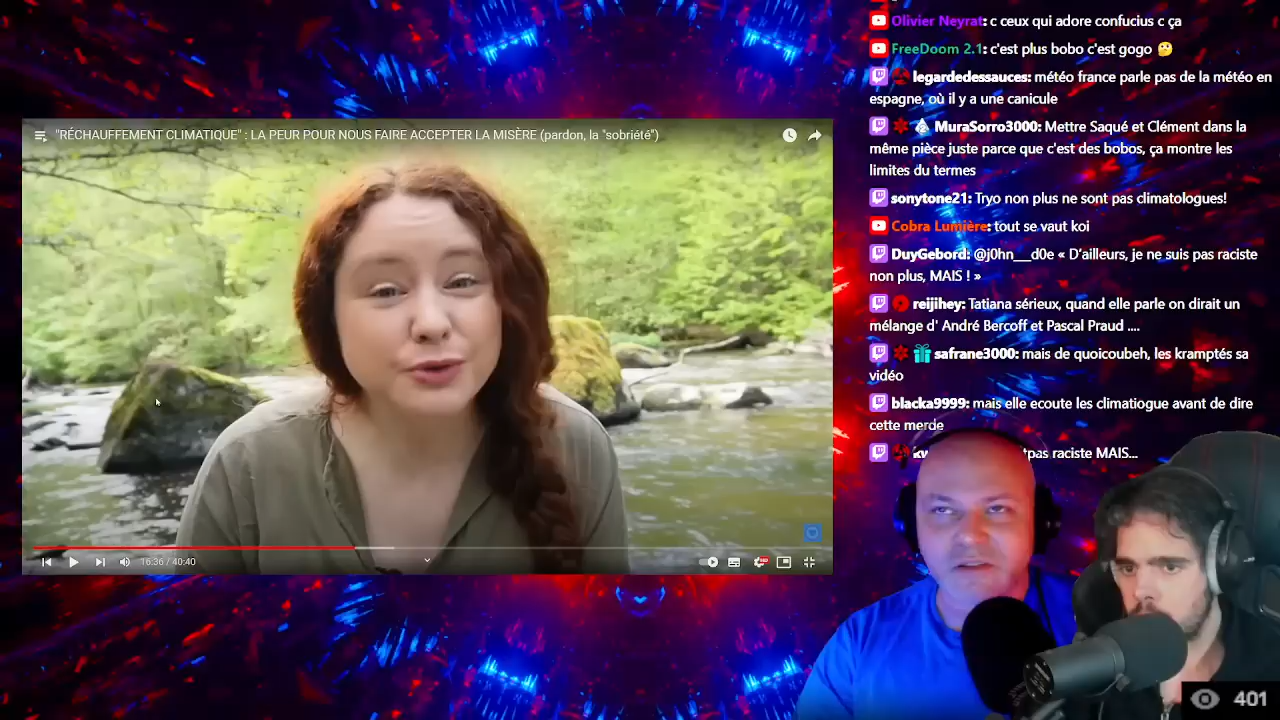 "RÉCHAUFFEMENT CLIMATIQUE" : LA PEUR POUR NOUS FAIRE ACCEPTER LA MISÈRE (pardon, la "sobriété")
16:36 / 40:40
Olivier Neyrat: c ceux qui adore confucius c ça
FreeDoom 2.1: c'est plus bobo c'est gogo 🤔
legardedessauces: météo france parle pas de la météo en
espagne, où il y a une canicule
MuraSorro3000: Mettre Saqué et Clément dans la
même pièce juste parce que c'est des bobos, ça montre les
limites du termes
sonytone21: Tryo non plus ne sont pas climatologues!
Cobra Lumière: tout se vaut koi
DuyGebord: @j0hn__d0e « D'ailleurs, je ne suis pas raciste
non plus, MAIS ! »
reijihey: Tatiana sérieux, quand elle parle on dirait un
mélange d' André Bercoff et Pascal Praud ....
safrane3000: mais de quoicoubeh, les kramptés sa
vidéo
blacka9999: mais elle ecoute les climatiogue avant de dire
cette merde
pas raciste MAIS...
401